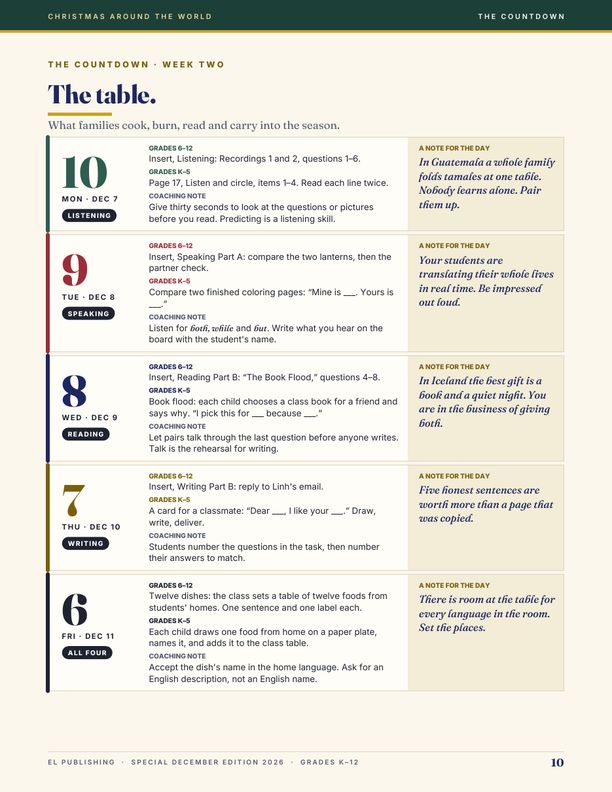 CHRISTMAS AROUND THE WORLD
THE COUNTDOWN
THE COUNTDOWN · WEEK TWO
The table.
What families cook, burn, read and carry into the season.
10
MON · DEC 7
LISTENING
GRADES 6–12
Insert, Listening: Recordings 1 and 2, questions 1–6.
GRADES K–5
Page 17, Listen and circle, items 1–4. Read each line twice.
COACHING NOTE
Give thirty seconds to look at the questions or pictures
before you read. Predicting is a listening skill.
A NOTE FOR THE DAY
In Guatemala a whole family
folds tamales at one table.
Nobody learns alone. Pair
them up.
9
TUE · DEC 8
SPEAKING
GRADES 6–12
Insert, Speaking Part A: compare the two lanterns, then the
partner check.
GRADES K–5
Compare two finished coloring pages: “Mine is ___. Yours is
___.”
COACHING NOTE
Listen for both, while and but. Write what you hear on the
board with the student's name.
A NOTE FOR THE DAY
Your students are
translating their whole lives
in real time. Be impressed
out loud.
8
WED · DEC 9
READING
GRADES 6–12
Insert, Reading Part B: “The Book Flood,” questions 4–8.
GRADES K–5
Book flood: each child chooses a class book for a friend and
says why. “I pick this for ___ because ___.”
COACHING NOTE
Let pairs talk through the last question before anyone writes.
Talk is the rehearsal for writing.
A NOTE FOR THE DAY
In Iceland the best gift is a
book and a quiet night. You
are in the business of giving
both.
7
THU · DEC 10
WRITING
GRADES 6–12
Insert, Writing Part B: reply to Linh's email.
GRADES K–5
A card for a classmate: “Dear ___, I like your ___.” Draw,
write, deliver.
COACHING NOTE
Students number the questions in the task, then number
their answers to match.
A NOTE FOR THE DAY
Five honest sentences are
worth more than a page that
was copied.
6
FRI · DEC 11
ALL FOUR
GRADES 6–12
Twelve dishes: the class sets a table of twelve foods from
students' homes. One sentence and one label each.
GRADES K–5
Each child draws one food from home on a paper plate,
names it, and adds it to the class table.
COACHING NOTE
Accept the dish's name in the home language. Ask for an
English description, not an English name.
A NOTE FOR THE DAY
There is room at the table for
every language in the room.
Set the places.
EL PUBLISHING · SPECIAL DECEMBER EDITION 2026 · GRADES K–12
10